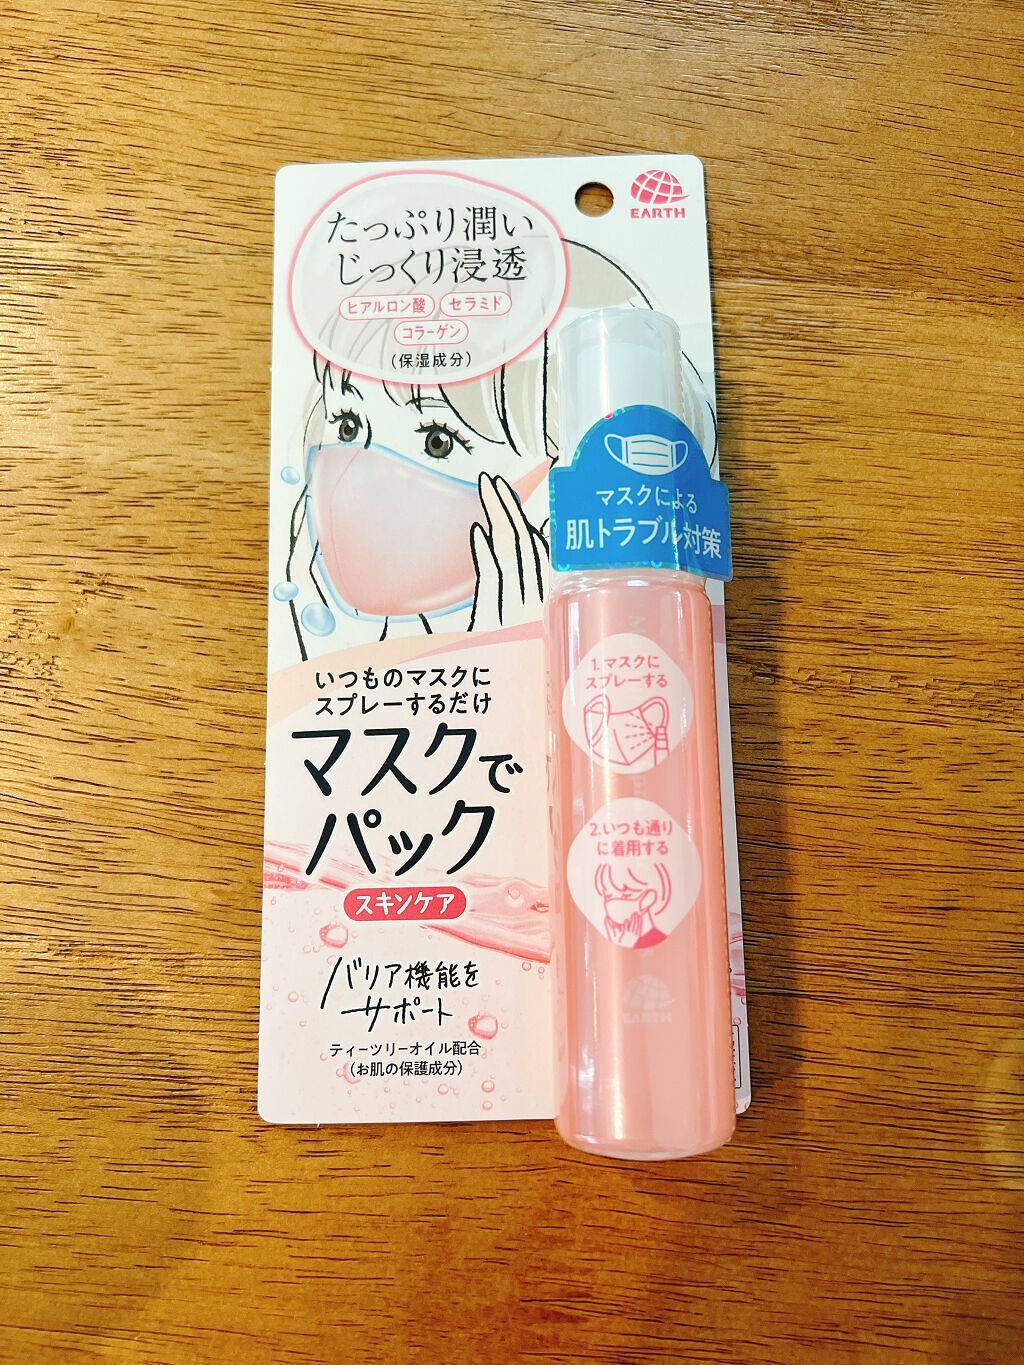 たっぷり潤い
じっくり浸透
ヒアルロン酸 セラミド
コラーゲン
(保湿成分)
EARTH
マスクによる
肌トラブル対策
いつものマスクに
スプレーするだけ
マスクで
パック
スキンケア
バリア機能を
サポート
ティーツリーオイル配合
(お肌の保護成分)
1.マスクに
スプレーする
2.いつも通り
に着用する
EARTH